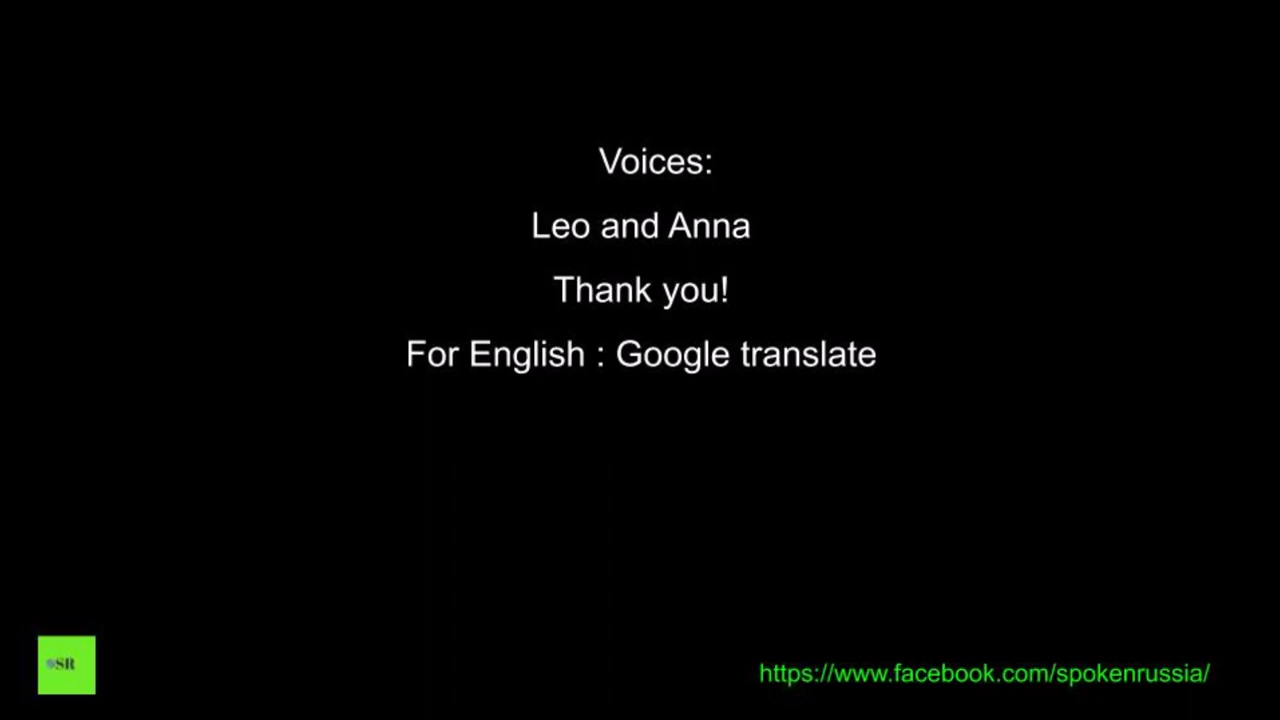 Voices:
Leo and Anna
Thank you!
For English : Google translate
SR
https://www.facebook.com/spokenrussia/